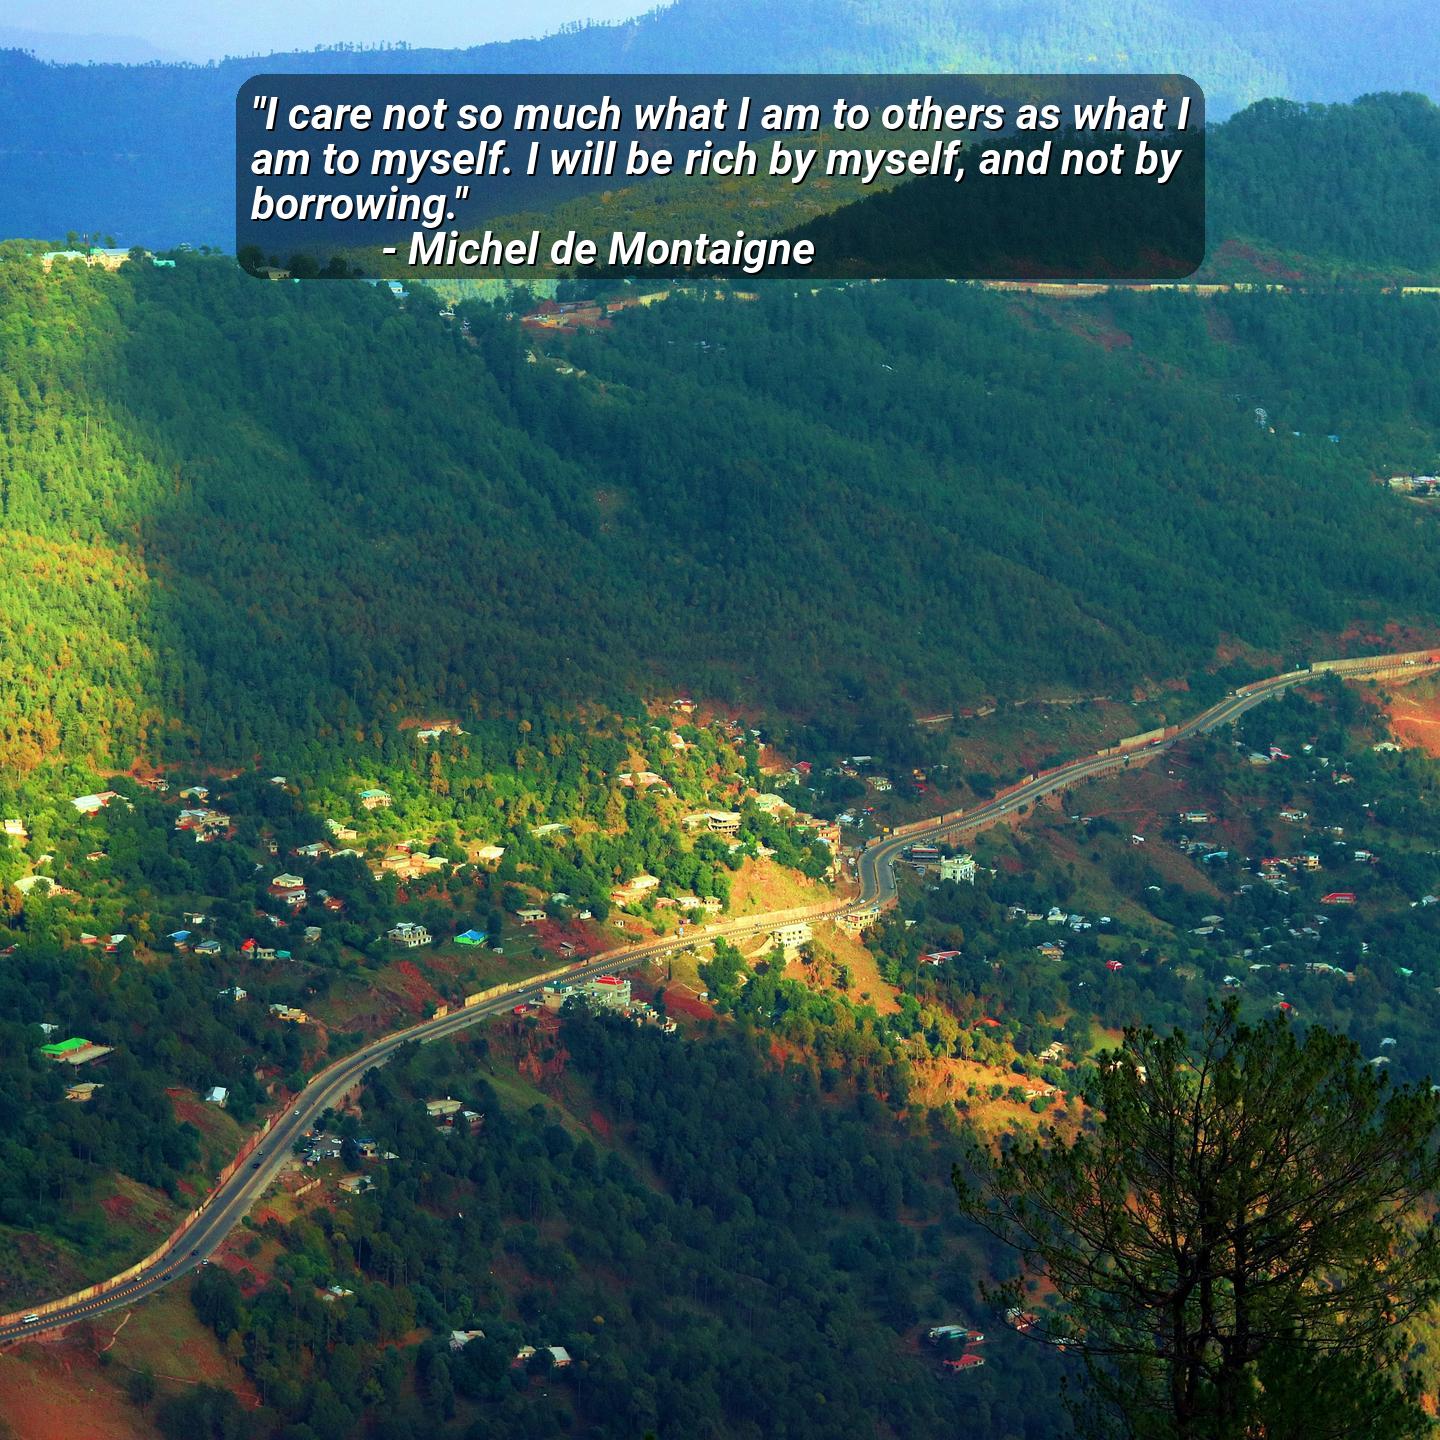 "I care not so much what I am to others as what I
am to myself. I will be rich by myself, and not by
borrowing."
- Michel de Montaigne